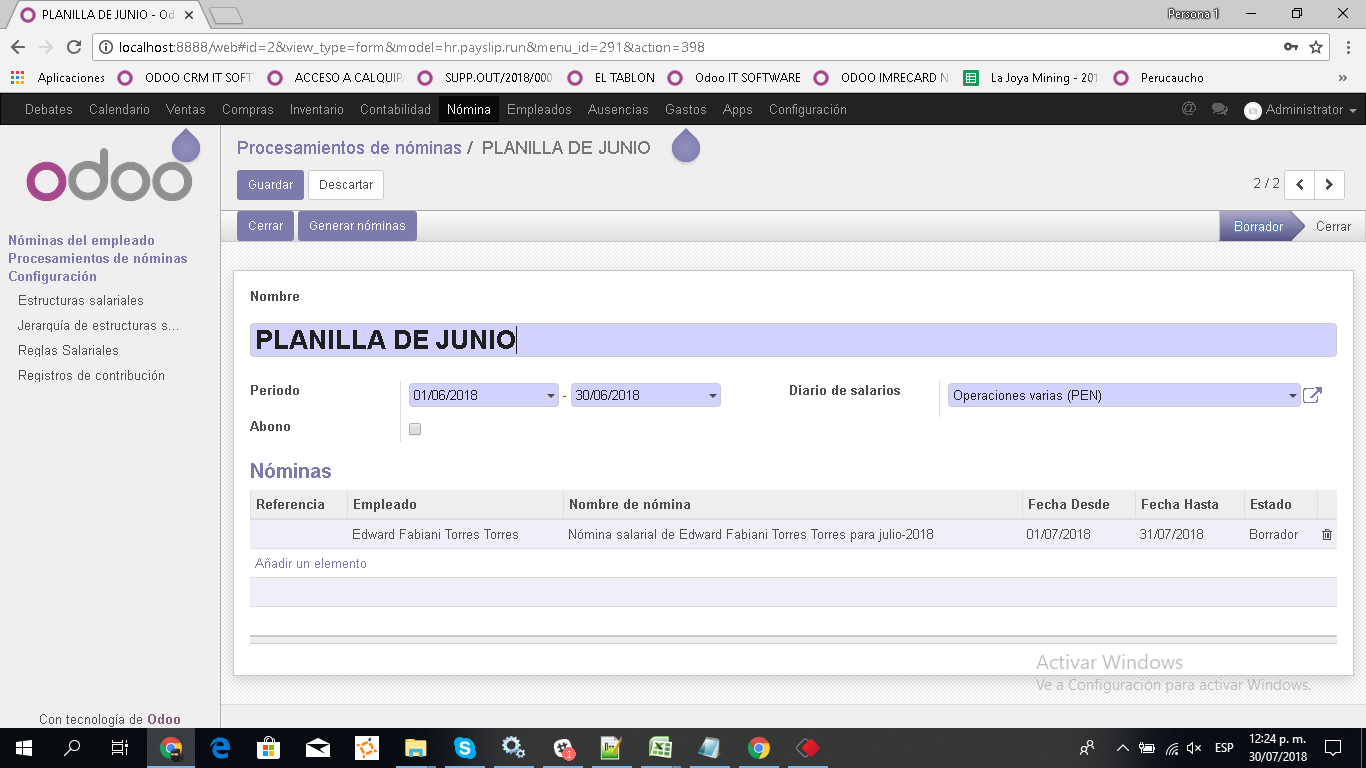 PLANILLA DE JUNIO - Od
Persona 1
localhost:8888/web#id=2&view_type=form&model=hr.payslip.run&menu_id=291&action=398
Aplicaciones ODOO CRM IT SOFT ACCESO A CALQUIP SUPP.OUT/2018/000 EL TABLON Odoo IT SOFTWARE ODOO IMRECARD N La Joya Mining - 201 Perucaucho »
Debates Calendario Ventas Compras Inventario Contabilidad Nómina Empleados Ausencias Gastos Apps Configuración @ Administrator
odoo
Procesamientos de nóminas / PLANILLA DE JUNIO
Guardar Descartar 2 / 2
Cerrar Generar nóminas Borrador Cerrar
Nóminas del empleado
Procesamientos de nóminas
Configuración
Estructuras salariales
Jerarquía de estructuras s...
Reglas Salariales
Registros de contribución
Nombre
PLANILLA DE JUNIO
Periodo 01/06/2018 - 30/06/2018 Diario de salarios Operaciones varias (PEN)
Abono
Nóminas
Referencia Empleado Nombre de nómina Fecha Desde Fecha Hasta Estado
Edward Fabiani Torres Torres Nómina salarial de Edward Fabiani Torres Torres para julio-2018 01/07/2018 31/07/2018 Borrador
Añadir un elemento
Activar Windows
Ve a Configuración para activar Windows.
Con tecnología de Odoo
1 ESP 12:24 p. m.
30/07/2018